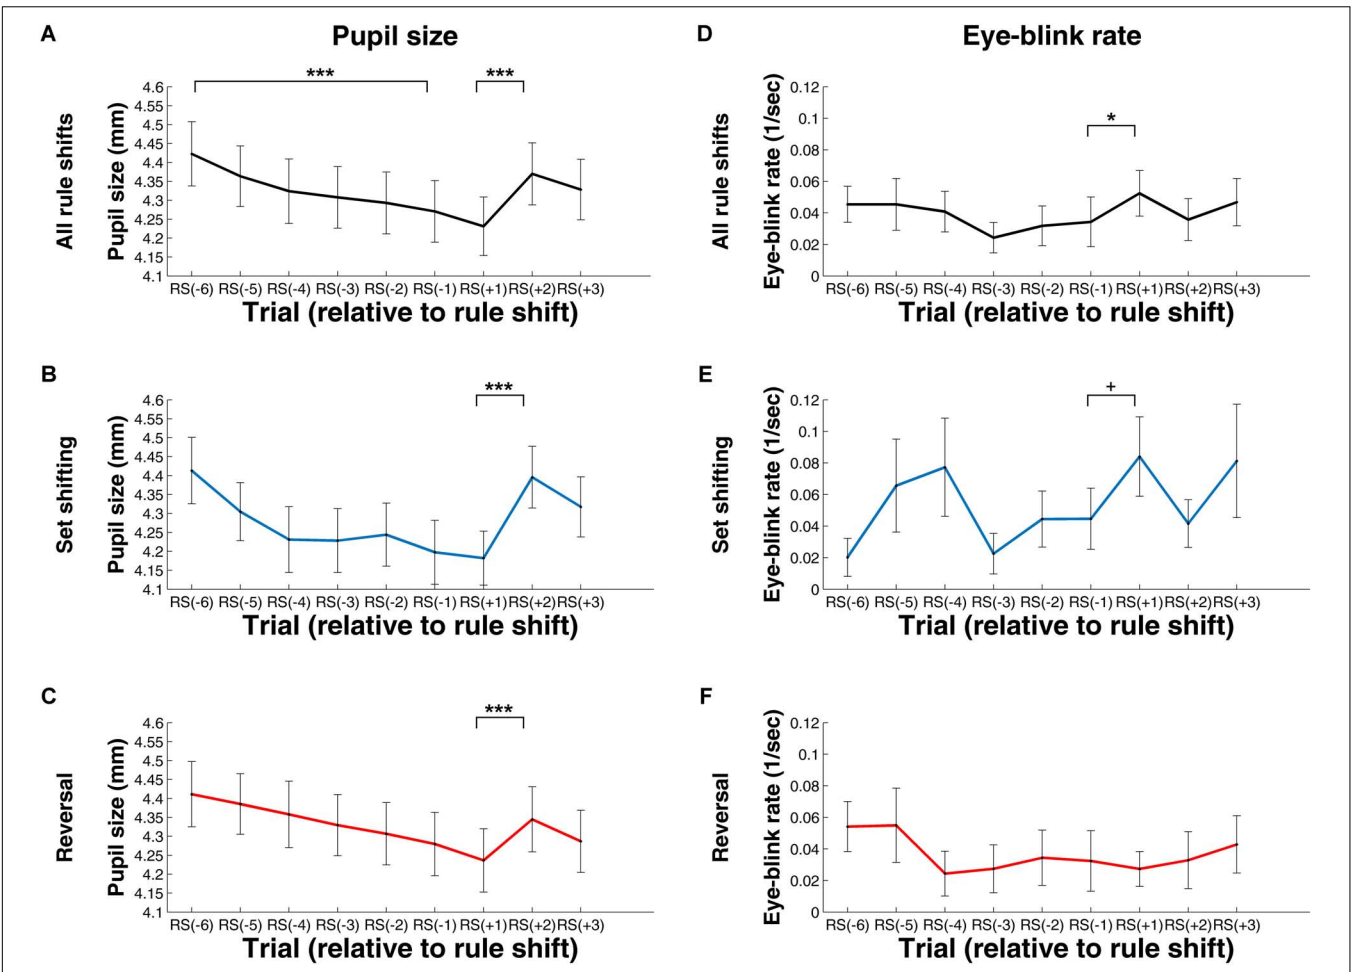 A
Pupil size
***
***
All rule shifts
Pupil size (mm)
4.6
4.55
4.5
4.45
4.4
4.35
4.3
4.25
4.2
4.15
4.1
RS(-6) RS(-5) RS(-4) RS(-3) RS(-2) RS(-1) RS(+1) RS(+2) RS(+3)
Trial (relative to rule shift)
D
Eye-blink rate
*
All rule shifts
Eye-blink rate (1/sec)
0.12
0.1
0.08
0.06
0.04
0.02
0
RS(-6) RS(-5) RS(-4) RS(-3) RS(-2) RS(-1) RS(+1) RS(+2) RS(+3)
Trial (relative to rule shift)
B
***
Set shifting
Pupil size (mm)
4.6
4.55
4.5
4.45
4.4
4.35
4.3
4.25
4.2
4.15
4.1
RS(-6) RS(-5) RS(-4) RS(-3) RS(-2) RS(-1) RS(+1) RS(+2) RS(+3)
Trial (relative to rule shift)
E
+
Set shifting
Eye-blink rate (1/sec)
0.12
0.1
0.08
0.06
0.04
0.02
0
RS(-6) RS(-5) RS(-4) RS(-3) RS(-2) RS(-1) RS(+1) RS(+2) RS(+3)
Trial (relative to rule shift)
C
***
Reversal
Pupil size (mm)
4.6
4.55
4.5
4.45
4.4
4.35
4.3
4.25
4.2
4.15
4.1
RS(-6) RS(-5) RS(-4) RS(-3) RS(-2) RS(-1) RS(+1) RS(+2) RS(+3)
Trial (relative to rule shift)
F
Reversal
Eye-blink rate (1/sec)
0.12
0.1
0.08
0.06
0.04
0.02
0
RS(-6) RS(-5) RS(-4) RS(-3) RS(-2) RS(-1) RS(+1) RS(+2) RS(+3)
Trial (relative to rule shift)